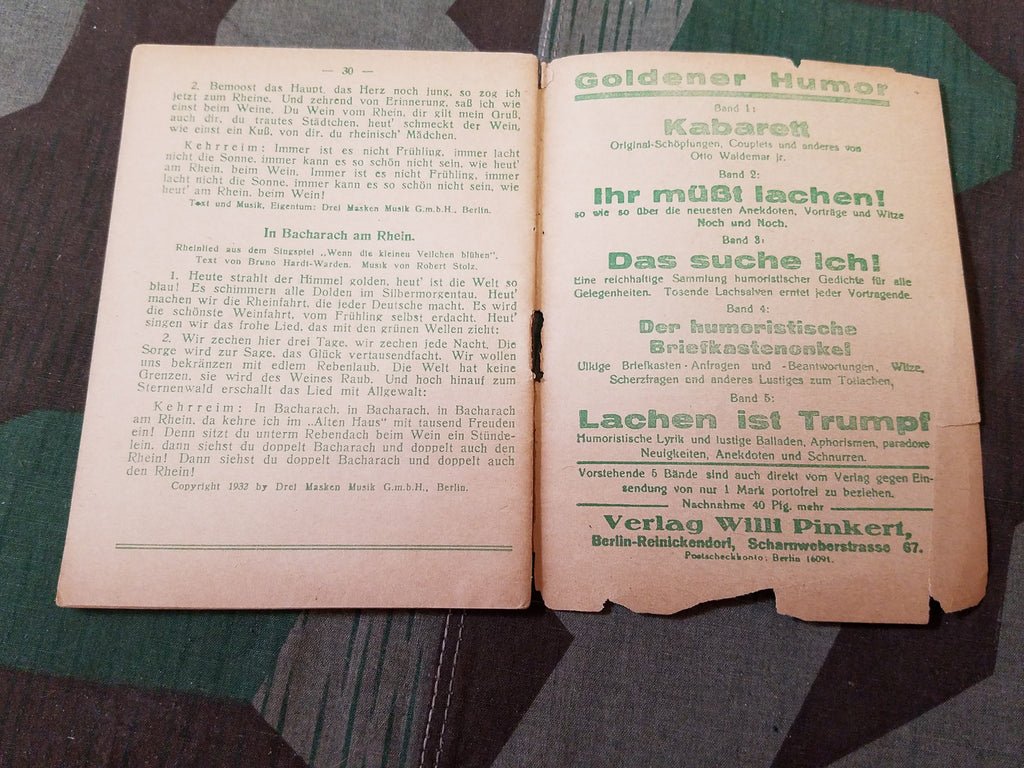 — 30 —
2. Bemoost das Haupt, das Herz noch jung, so zog ich
jetzt zum Rheine. Und zehrend von Erinnerung, saß ich wie
einst beim Weine. Du Wein vom Rhein, dir gilt mein Gruß,
auch dir, du trautes Städtchen, heut' schmeckt der Wein,
wie einst ein Kuß, von dir, du rheinisch' Mädchen.
Kehrreim: Immer ist es nicht Frühling, immer lacht
nicht die Sonne, immer kann es so schön nicht sein, wie heut'
am Rhein, beim Wein. Immer ist es nicht Frühling, immer
lacht nicht die Sonne, immer kann es so schön nicht sein, wie
heut' am Rhein, beim Wein!
Text und Musik, Eigentum: Drei Masken Musik G.m.b.H., Berlin.
In Bacharach am Rhein.
Rheinlied aus dem Singspiel „Wenn die kleinen Veilchen blühen".
Text von Bruno Hardt-Warden. Musik von Robert Stolz.
1. Heute strahlt der Himmel golden, heut' ist die Welt so
blau! Es schimmern alle Dolden im Silbermorgentau. Heut'
machen wir die Rheinfahrt, die jeder Deutsche macht. Es wird
die schönste Weinfahrt, vom Frühling selbst erdacht. Heut'
singen wir das frohe Lied, das mit den grünen Wellen zieht:
2. Wir zechen hier drei Tage, wir zechen jede Nacht, Die
Sorge wird zur Sage, das Glück vertausendfacht. Wir wollen
uns bekränzen mit edlem Rebenlaub. Die Welt hat keine
Grenzen, sie wird des Weines Raub. Und hoch hinauf zum
Sternenwald erschallt das Lied mit Allgewalt:
Kehrreim: In Bacharach, in Bacharach, in Bacharach
am Rhein, da kehre ich im „Alten Haus" mit tausend Freuden
ein! Denn sitzt du unterm Rebendach beim Wein ein Stünde-
lein, dann siehst du doppelt Bacharach und doppelt auch den
Rhein! Dann siehst du doppelt Bacharach und doppelt auch
den Rhein!
Copyright 1932 by Drei Masken Musik G.m.b.H., Berlin.
Goldener Humor
Band 1:
Kabarett
Original-Schöpfungen, Couplets und anderes von
Otto Waldemar jr.
Band 2:
Ihr müßt lachen!
so wie so über die neuesten Anekdoten, Vorträge und Witze
Noch und Noch.
Band 3:
Das suche ich!
Eine reichhaltige Sammlung humoristischer Gedichte für alle
Gelegenheiten. Tosende Lachsalven erntet jeder Vortragende.
Band 4:
Der humoristische
Briefkastenonkel
Ulkige Briefkasten-Anfragen und -Beantwortungen, Witze,
Scherzfragen und anderes Lustiges zum Totlachen,
Band 5:
Lachen ist Trumpf
Humoristische Lyrik und lustige Balladen, Aphorismen, paradoxe
Neuigkeiten, Anekdoten und Schnurren.
Vorstehende 5 Bände sind auch direkt vom Verlag gegen Ein-
sendung von nur 1 Mark portofrei zu beziehen.
Nachnahme 40 Pfg. mehr
Verlag Willi Pinkert,
Berlin-Reinickendorf, Scharnweberstrasse 67.
Postscheckkonto: Berlin 16091.